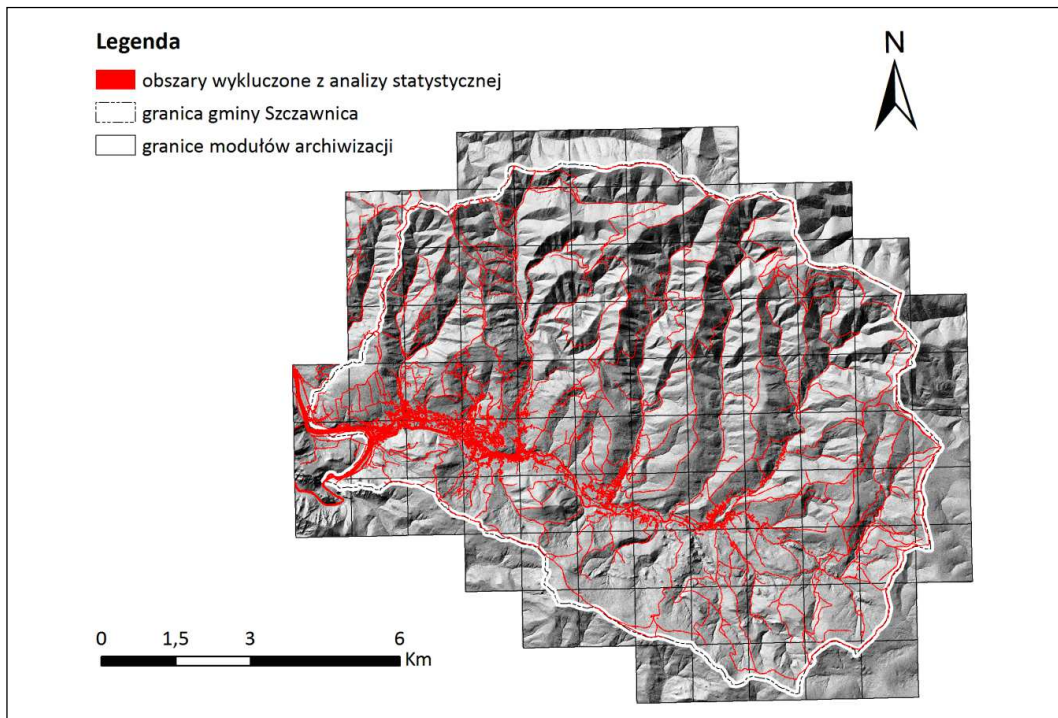 Legenda
obszary wykluczone z analizy statystycznej
granica gminy Szczawnica
granice modułów archiwizacji
N
0 1,5 3 6
Km